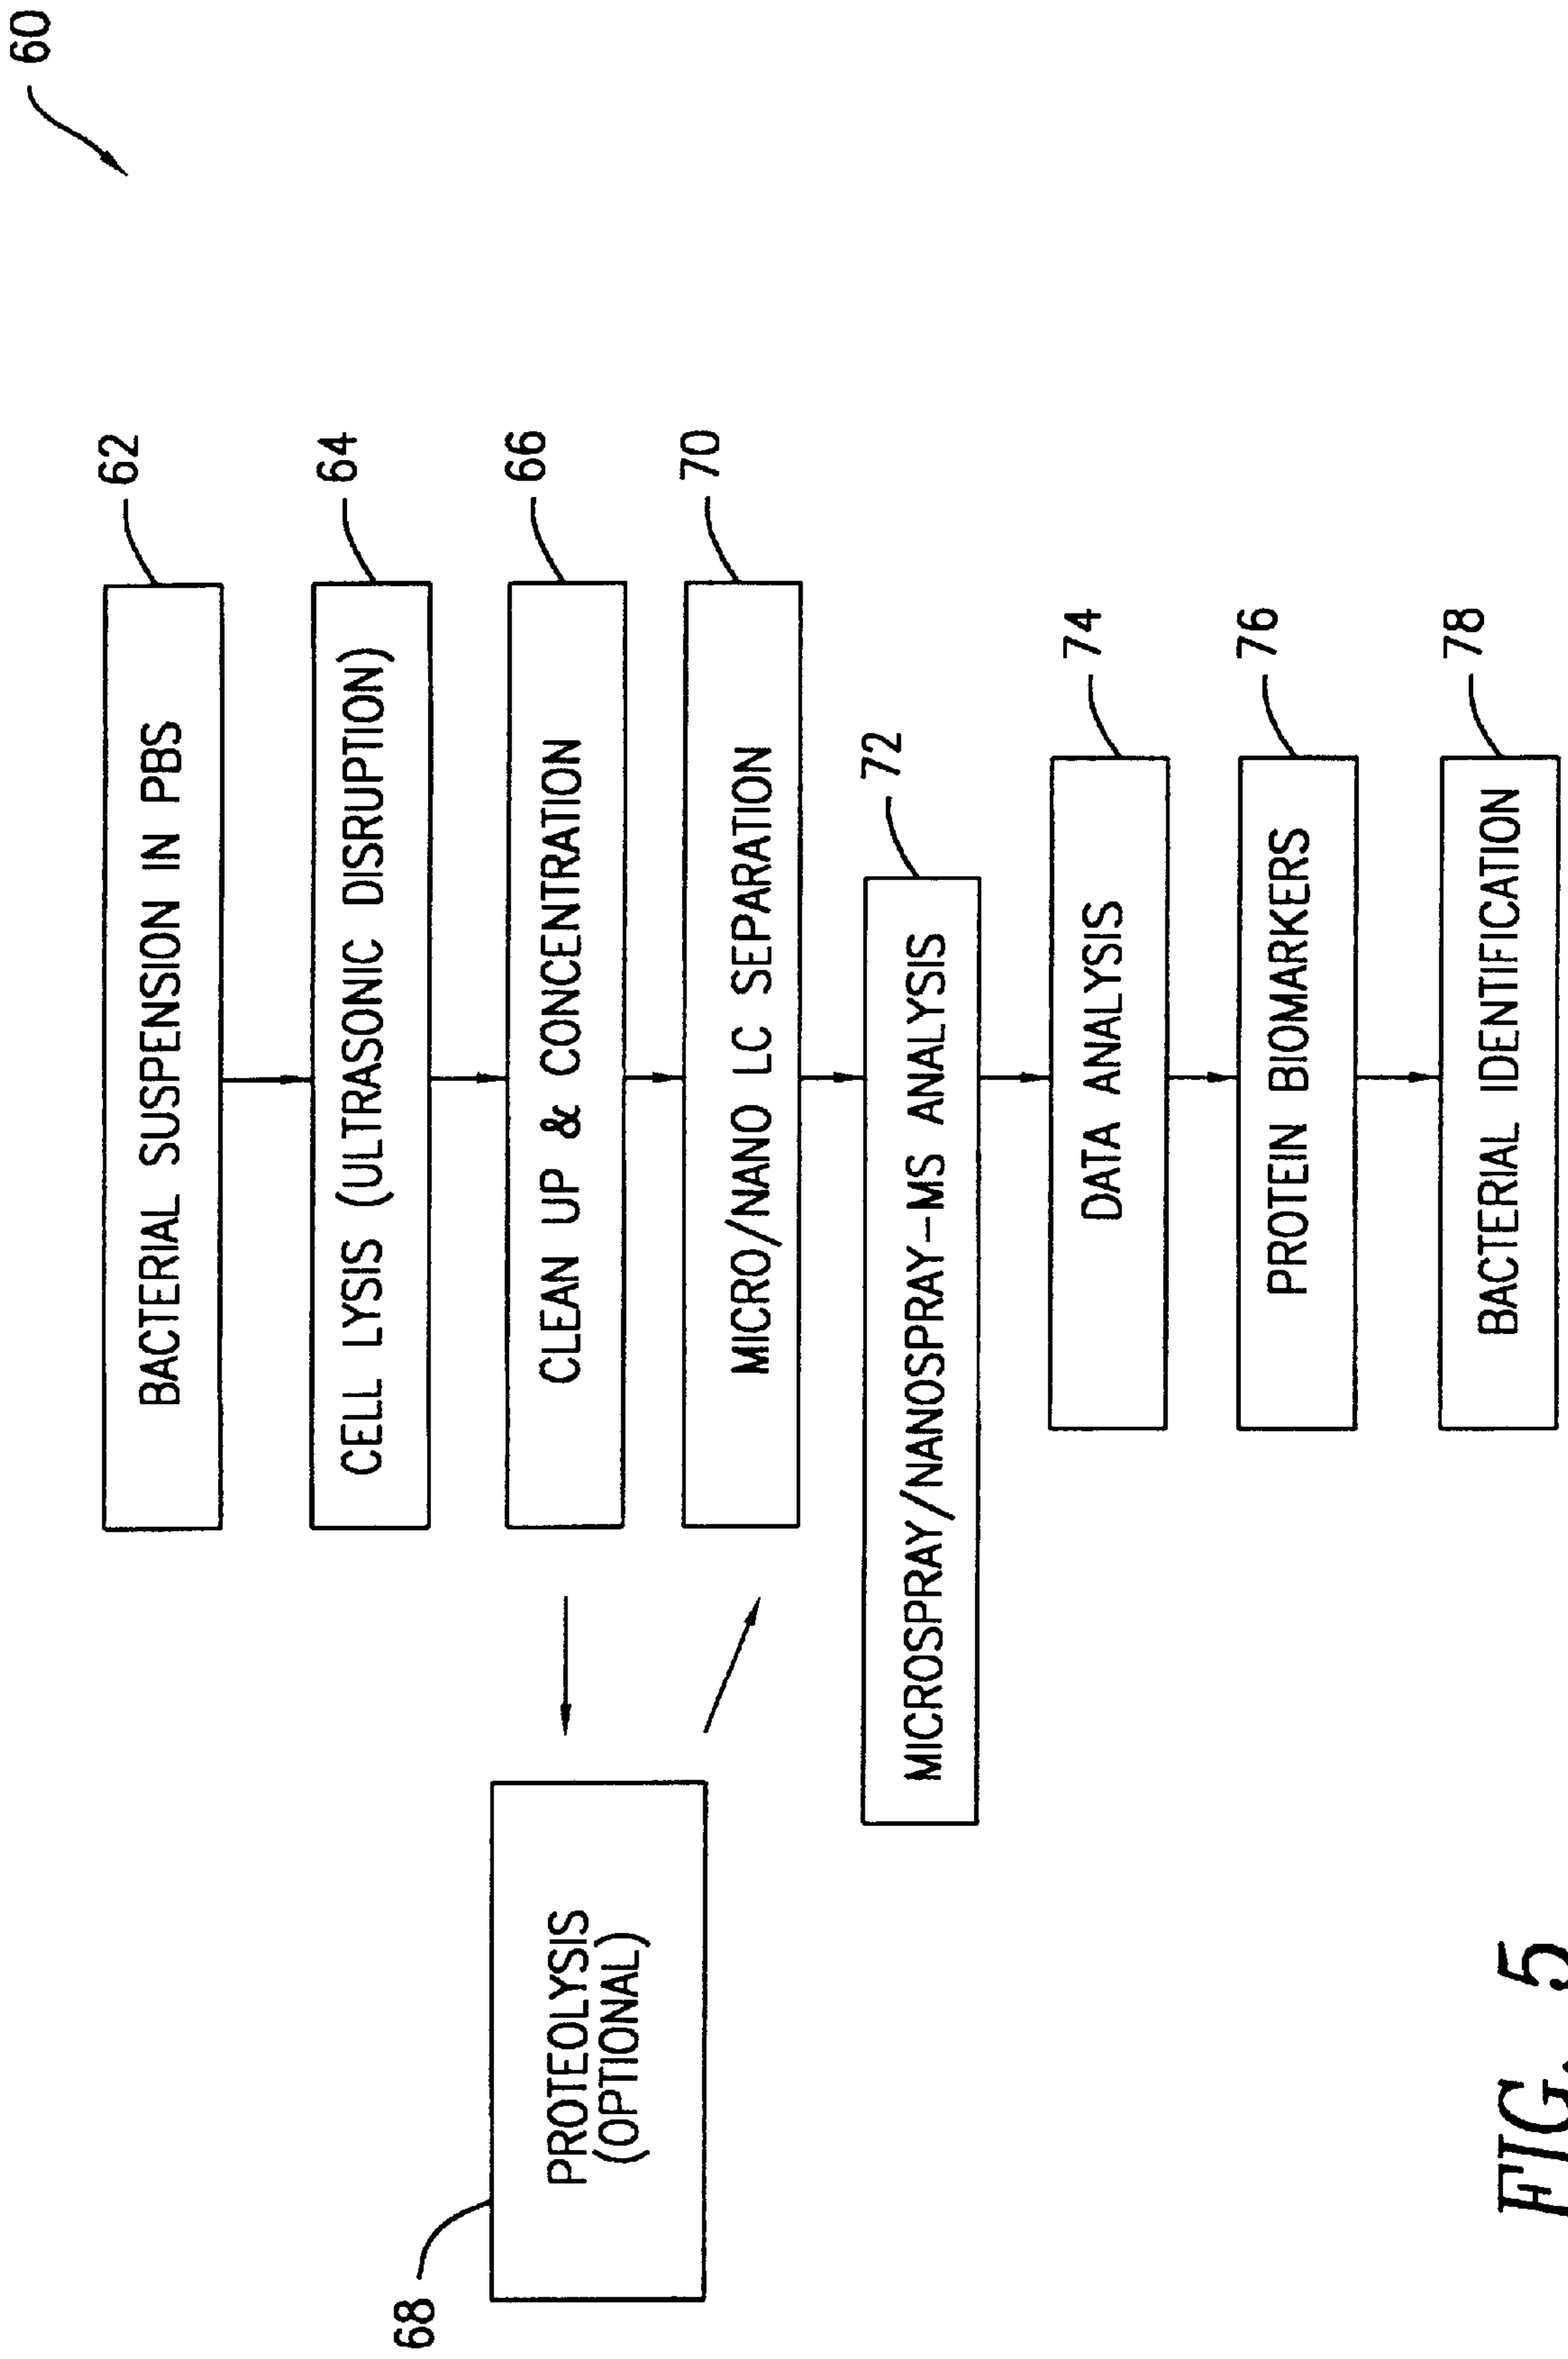 60
BACTERIAL SUSPENSION IN PBS
62
CELL LYSIS (ULTRASONIC DISRUPTION)
64
CLEAN UP & CONCENTRATION
66
68
PROTEOLYSIS
(OPTIONAL)
MICRO/NANO LC SEPARATION
70
MICROSPRAY/NANOSPRAY-MS ANALYSIS
72
DATA ANALYSIS
74
PROTEIN BIOMARKERS
76
BACTERIAL IDENTIFICATION
78
FIG. 5